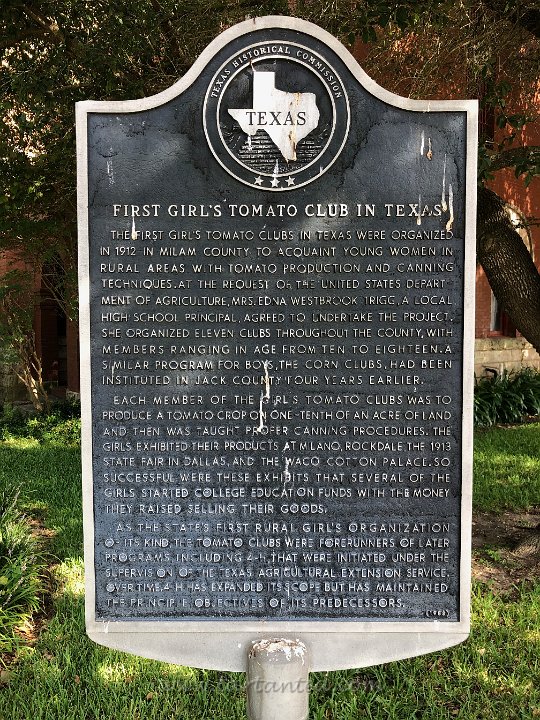 TEXAS HISTORICAL COMMISSION
TEXAS
FIRST GIRL'S TOMATO CLUB IN TEXAS
THE FIRST GIRL'S TOMATO CLUBS IN TEXAS WERE ORGANIZED
IN 1912 IN MILAM COUNTY TO ACQUAINT YOUNG WOMEN IN
RURAL AREAS WITH TOMATO PRODUCTION AND CANNING
TECHNIQUES. AT THE REQUEST OF THE UNITED STATES DEPART-
MENT OF AGRICULTURE, MRS. EDNA WESTBROOK TRIGG, A LOCAL
HIGH SCHOOL PRINCIPAL, AGREED TO UNDERTAKE THE PROJECT.
SHE ORGANIZED ELEVEN CLUBS THROUGHOUT THE COUNTY, WITH
MEMBERS RANGING IN AGE FROM TEN TO EIGHTEEN. A
SIMILAR PROGRAM FOR BOYS, THE CORN CLUBS, HAD BEEN
INSTITUTED IN JACK COUNTY FOUR YEARS EARLIER.
EACH MEMBER OF THE GIRL'S TOMATO CLUBS WAS TO
PRODUCE A TOMATO CROP ON ONE-TENTH OF AN ACRE OF LAND
AND THEN WAS TAUGHT PROPER CANNING PROCEDURES. THE
GIRLS EXHIBITED THEIR PRODUCTS AT MILANO, ROCKDALE, THE 1913
STATE FAIR IN DALLAS, AND THE WACO COTTON PALACE. SO
SUCCESSFUL WERE THESE EXHIBITS THAT SEVERAL OF THE
GIRLS STARTED COLLEGE EDUCATION FUNDS WITH THE MONEY
THEY RAISED SELLING THEIR GOODS.
AS THE STATE'S FIRST RURAL GIRL'S ORGANIZATION
OF ITS KIND, THE TOMATO CLUBS WERE FORERUNNERS OF LATER
PROGRAMS, INCLUDING 4-H, THAT WERE INITIATED UNDER THE
SUPERVISION OF THE TEXAS AGRICULTURAL EXTENSION SERVICE.
OVER TIME, 4-H HAS EXPANDED ITS SCOPE BUT HAS MAINTAINED
THE PRINCIPLE OBJECTIVES OF ITS PREDECESSORS.